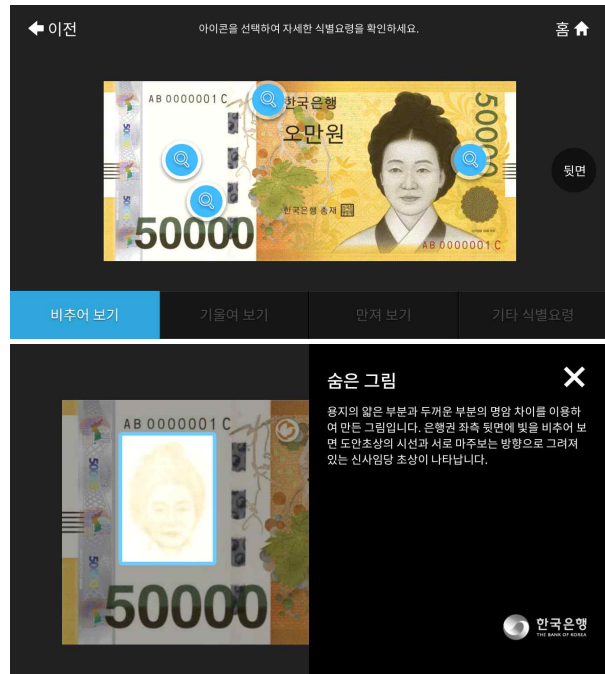 이전
아이콘을 선택하여 자세한 식별요령을 확인하세요.
홈
AB 0000001 C
한국은행
오만원
50000
한국은행 총재
50000
AB 0000001 C
뒷면
비추어 보기
기울여 보기
만져 보기
기타 식별요령
숨은 그림
용지의 얇은 부분과 두꺼운 부분의 명암 차이를 이용하
여 만든 그림입니다. 은행권 좌측 뒷면에 빛을 비추어 보
면 도안초상의 시선과 서로 마주보는 방향으로 그려져
있는 신사임당 초상이 나타납니다.
AB 0000001 C
50000
한국은행
THE BANK OF KOREA